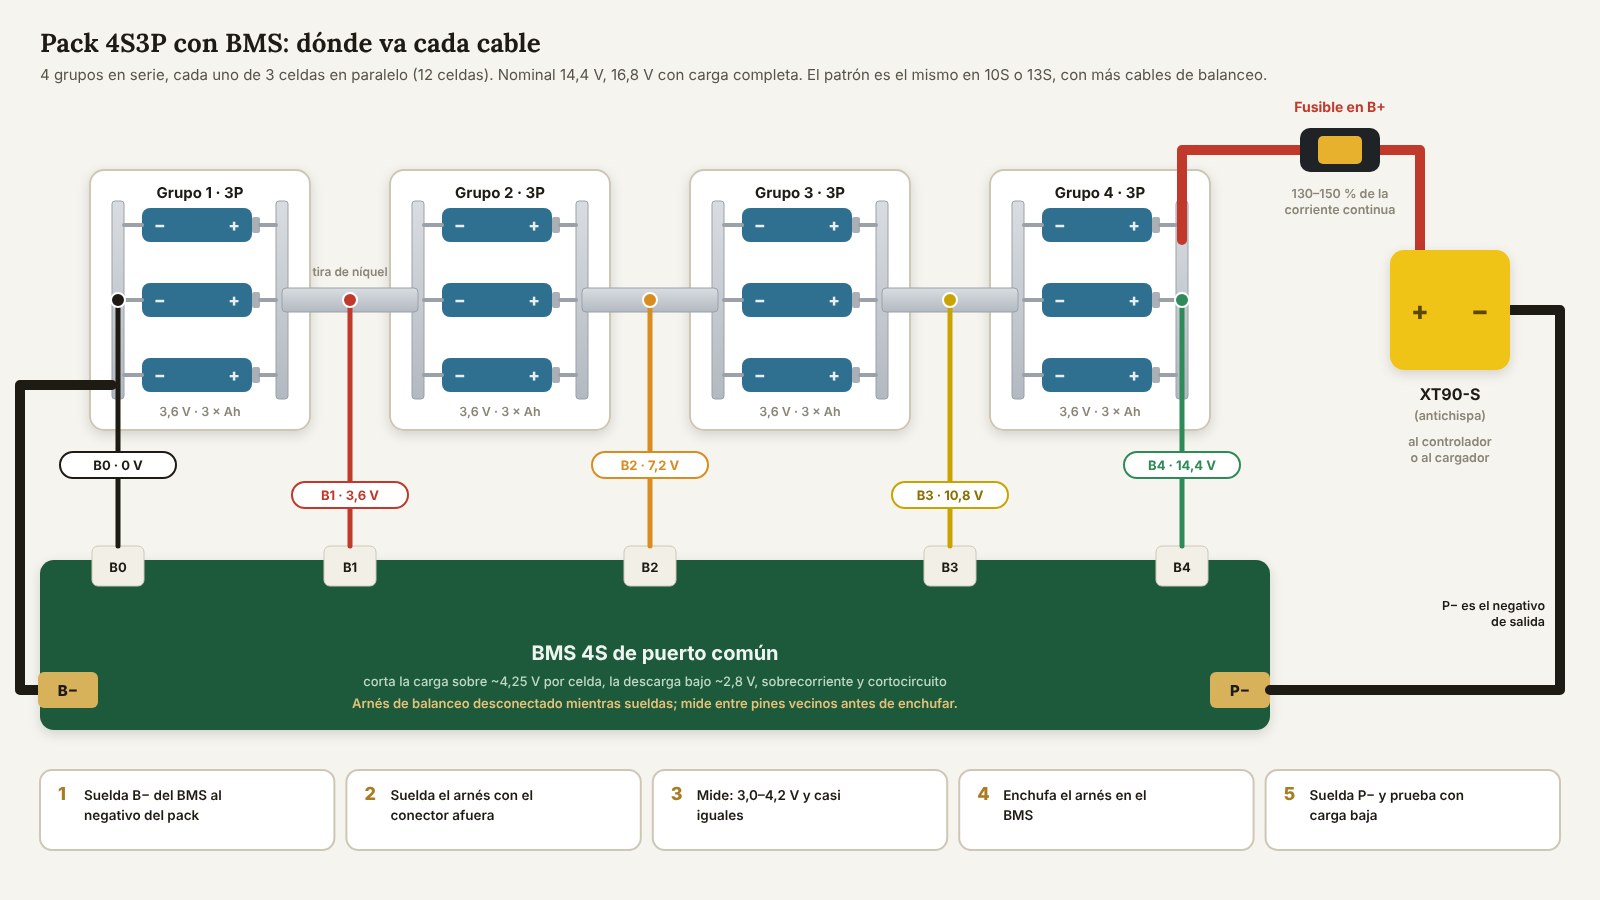 Pack 4S3P con BMS: dónde va cada cable
4 grupos en serie, cada uno de 3 celdas en paralelo (12 celdas). Nominal 14,4 V, 16,8 V con carga completa. El patrón es el mismo en 10S o 13S, con más cables de balanceo.
Fusible en B+
130–150 % de la
corriente continua
Grupo 1 · 3P
Grupo 2 · 3P
Grupo 3 · 3P
Grupo 4 · 3P
− + − + − + − +
tira de níquel
− + − + − + − +
+ −
− + − + − + − +
3,6 V · 3 × Ah
3,6 V · 3 × Ah
3,6 V · 3 × Ah
3,6 V · 3 × Ah
XT90-S
(antichispa)
al controlador
o al cargador
B0 · 0 V
B1 · 3,6 V
B2 · 7,2 V
B3 · 10,8 V
B4 · 14,4 V
B0
B1
B2
B3
B4
P− es el negativo
de salida
BMS 4S de puerto común
corta la carga sobre ~4,25 V por celda, la descarga bajo ~2,8 V, sobrecorriente y cortocircuito
Arnés de balanceo desconectado mientras sueldas; mide entre pines vecinos antes de enchufar.
B−
P−
1 Suelda B− del BMS al
negativo del pack
2 Suelda el arnés con el
conector afuera
3 Mide: 3,0–4,2 V y casi
iguales
4 Enchufa el arnés en el
BMS
5 Suelda P− y prueba con
carga baja